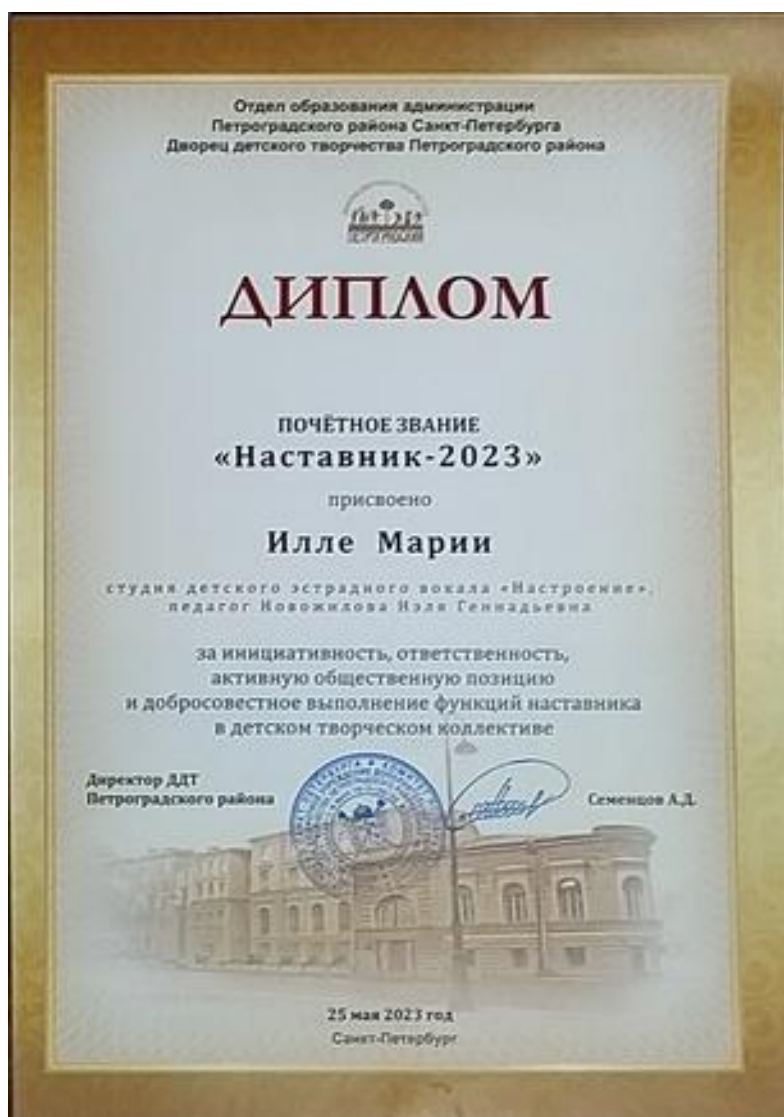 Отдел образования администрации
Петроградского района Санкт-Петербурга
Дворец детского творчества Петроградского района
ПЕТРОГРАДСКИЙ
ДИПЛОМ
ПОЧЁТНОЕ ЗВАНИЕ
«Наставник-2023»
присвоено
Илле Марии
студия детского эстрадного вокала «Настроение»,
педагог Новожилова Нэля Геннадьевна
за инициативность, ответственность,
активную общественную позицию
и добросовестное выполнение функций наставника
в детском творческом коллективе
Директор ДДТ
Петроградского района
Семенцов А.Д.
25 мая 2023 год
Санкт-Петербург